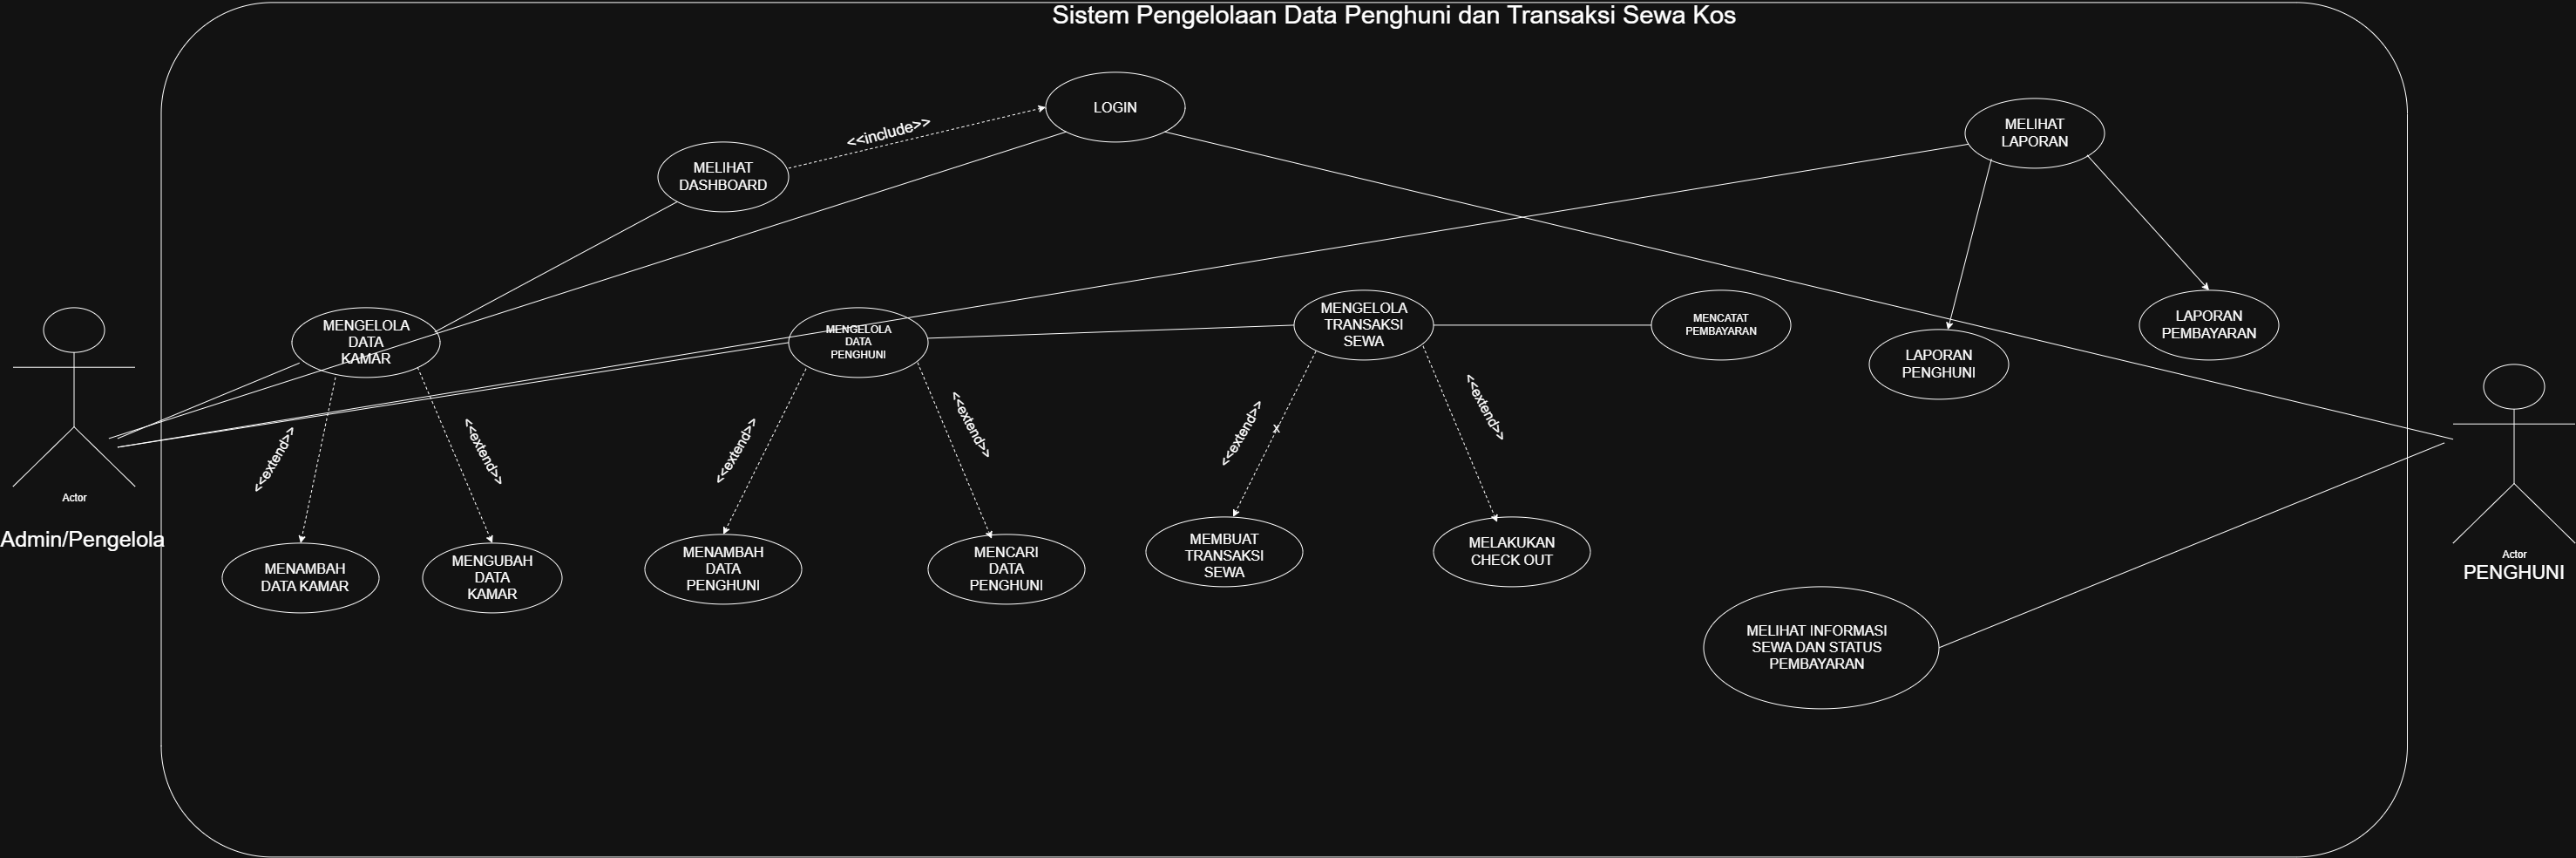 Sistem Pengelolaan Data Penghuni dan Transaksi Sewa Kos
LOGIN
<<include>>
MELIHAT
DASHBOARD
MELIHAT
LAPORAN
MENGELOLA
DATA
KAMAR
MENGELOLA
DATA
PENGHUNI
MENGELOLA
TRANSAKSI
SEWA
MENCATAT
PEMBAYARAN
LAPORAN
PENGHUNI
LAPORAN
PEMBAYARAN
<<extend>>
<<extend>>
<<extend>>
<<extend>>
<<extend>>
x
<<extend>>
Actor
Admin/Pengelola
MENAMBAH
DATA KAMAR
MENGUBAH
DATA
KAMAR
MENAMBAH
DATA
PENGHUNI
MENCARI
DATA
PENGHUNI
MEMBUAT
TRANSAKSI
SEWA
MELAKUKAN
CHECK OUT
Actor
PENGHUNI
MELIHAT INFORMASI
SEWA DAN STATUS
PEMBAYARAN